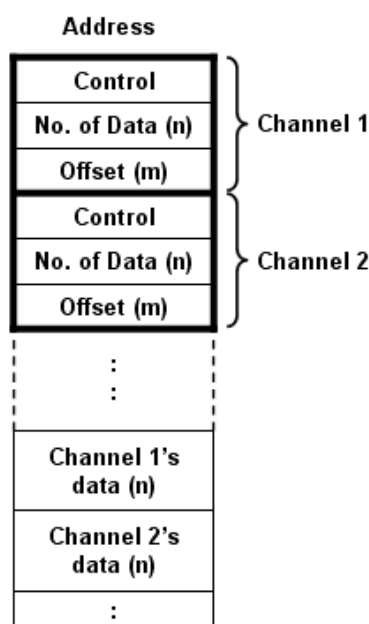 Address
Control
No. of Data (n)
Offset (m)
Channel 1
Control
No. of Data (n)
Offset (m)
Channel 2
:
:
Channel 1's
data (n)
Channel 2's
data (n)
: